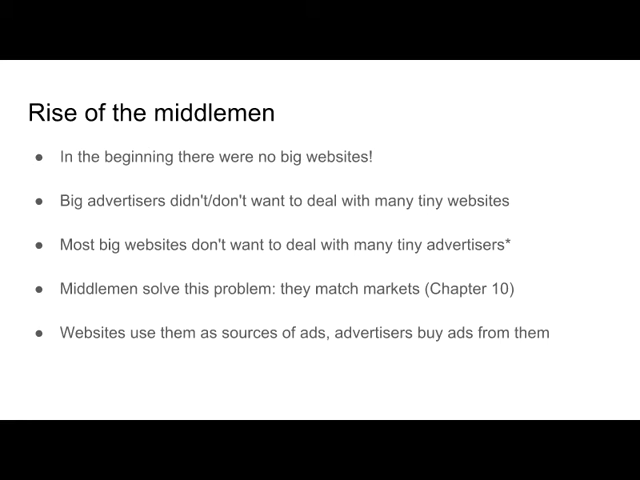 Rise of the middlemen
● In the beginning there were no big websites!
● Big advertisers didn't/don't want to deal with many tiny websites
● Most big websites don't want to deal with many tiny advertisers*
● Middlemen solve this problem: they match markets (Chapter 10)
● Websites use them as sources of ads, advertisers buy ads from them